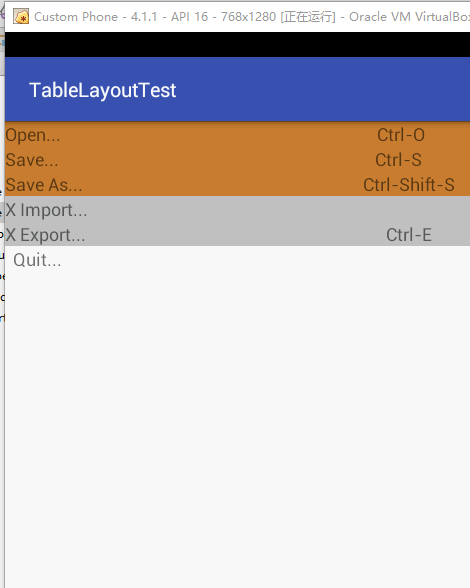 Custom Phone - 4.1.1 - API 16 - 768x1280 [正在运行] - Oracle VM VirtualBox
TableLayoutTest
Open... Ctrl-O
Save... Ctrl-S
Save As... Ctrl-Shift-S
X Import...
X Export... Ctrl-E
Quit...